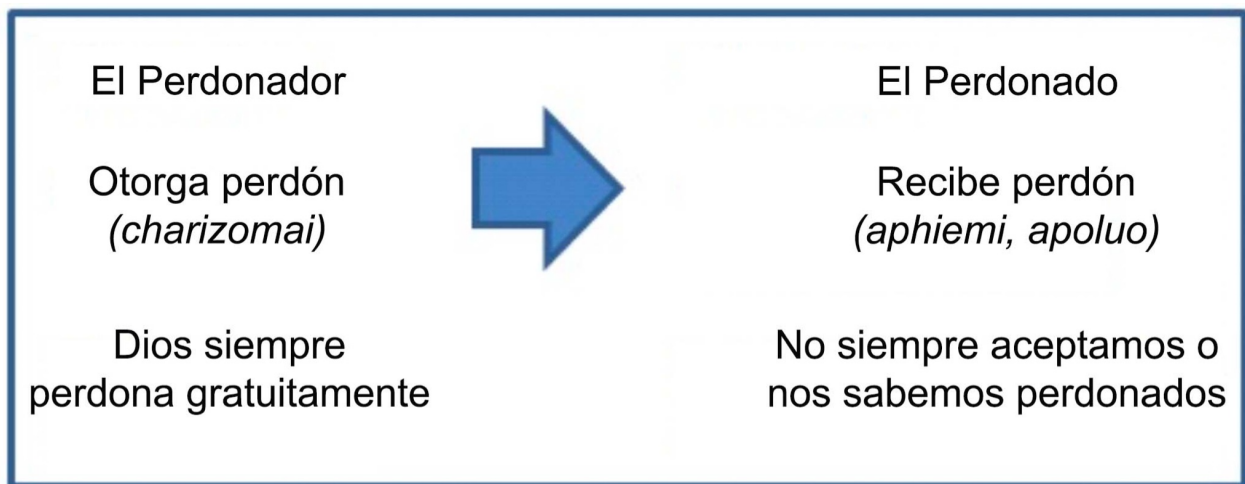 El Perdonador
Otorga perdón
(charizomai)
Dios siempre
perdona gratuitamente
El Perdonado
Recibe perdón
(aphiemi, apoluo)
No siempre aceptamos o
nos sabemos perdonados